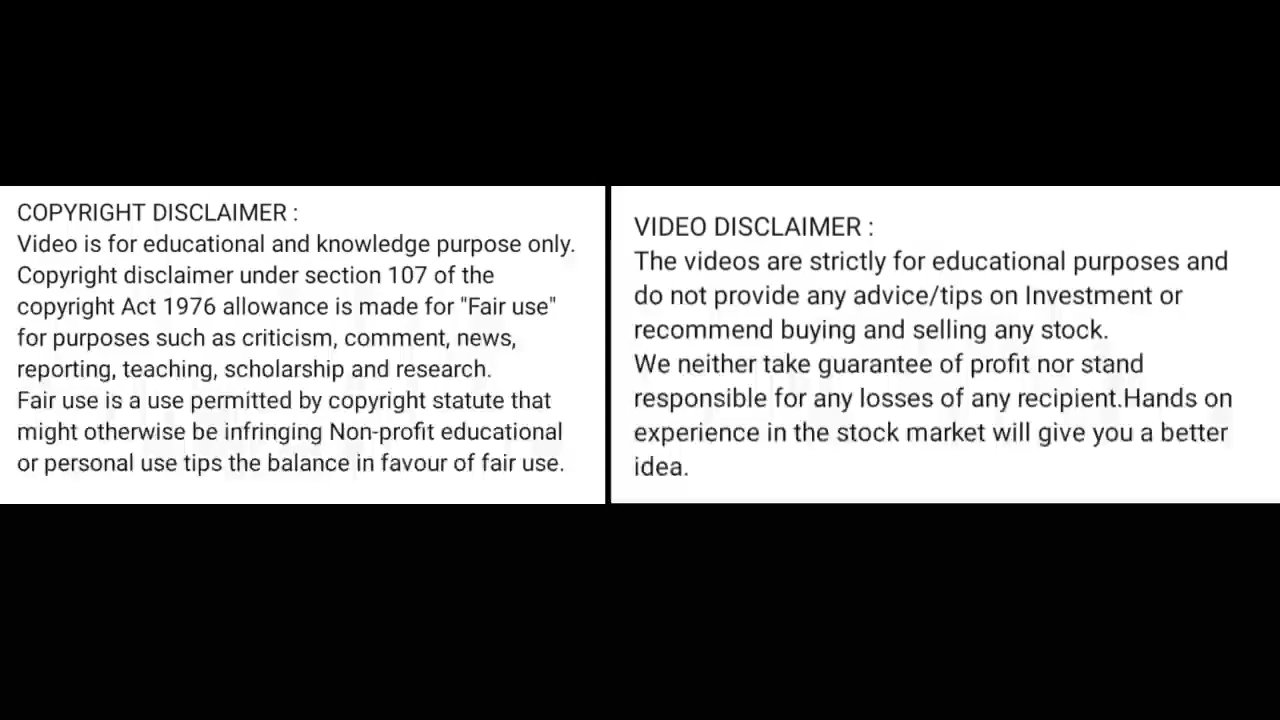 COPYRIGHT DISCLAIMER :
Video is for educational and knowledge purpose only.
Copyright disclaimer under section 107 of the
copyright Act 1976 allowance is made for "Fair use"
for purposes such as criticism, comment, news,
reporting, teaching, scholarship and research.
Fair use is a use permitted by copyright statute that
might otherwise be infringing Non-profit educational
or personal use tips the balance in favour of fair use.
VIDEO DISCLAIMER :
The videos are strictly for educational purposes and
do not provide any advice/tips on Investment or
recommend buying and selling any stock.
We neither take guarantee of profit nor stand
responsible for any losses of any recipient.Hands on
experience in the stock market will give you a better
idea.